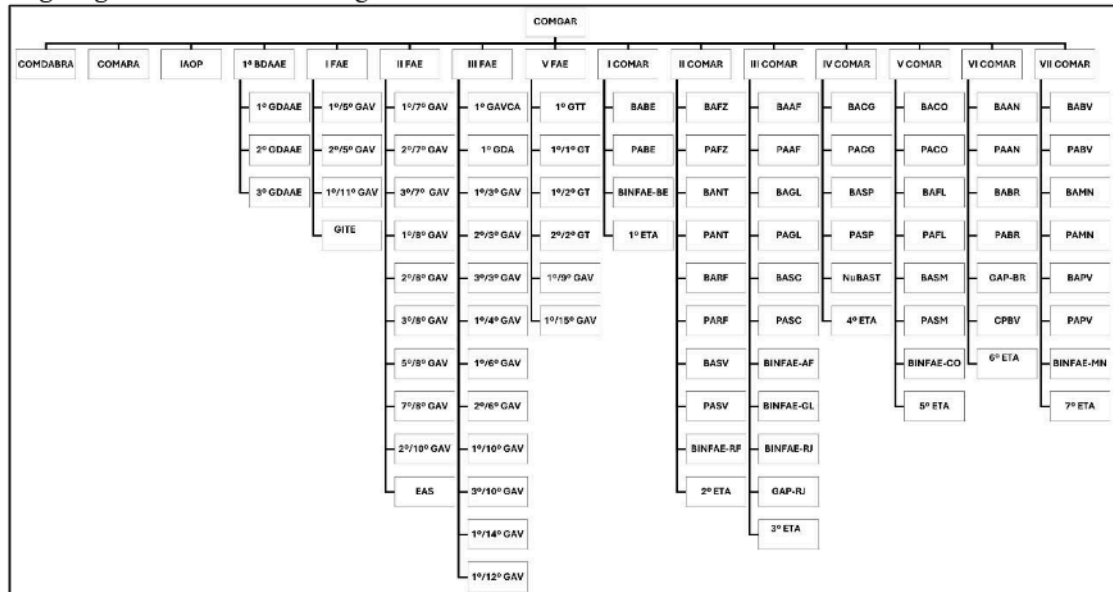 COMGAR
COMDABRA COMARA IAOP 1ª BDAAE I FAE II FAE III FAE V FAE I COMAR II COMAR III COMAR IV COMAR V COMAR VI COMAR VII COMAR
1º GDAAE 1º/5º GAV 1º/7º GAV 1º GAVCA 1º GTT BABE BAFZ BAAF BACG BACO BAAN BABV
2º GDAAE 2º/5º GAV 2º/7º GAV 1º GDA 1º/1º GT PABE PAFZ PAAF PACG PACO PAAN PABV
3º GDAAE 1º/11º GAV 3º/7º GAV 1º/3º GAV 1º/2º GT BINFAE-BE BANT BAGL BASP BAFL BABR BAMN
GITE 1º/8º GAV 2º/3º GAV 2º/2º GT 1º ETA PANT PAGL PASP PAFL PABR PAMN
2º/8º GAV 3º/3º GAV 1º/9º GAV BARF BASC NuBAST BASM GAP-BR BAPV
3º/8º GAV 1º/4º GAV 1º/15º GAV PARF PASC 4º ETA PASM CPBV PAPV
5º/8º GAV 1º/6º GAV BASV BINFAE-AF BINFAE-CO 6º ETA BINFAE-MN
7º/8º GAV 2º/6º GAV PASV BINFAE-GL 5º ETA 7º ETA
2º/10º GAV 1º/10º GAV BINFAE-RF BINFAE-RJ
EAS 3º/10º GAV 2º ETA GAP-RJ
1º/14º GAV 3º ETA
1º/12º GAV